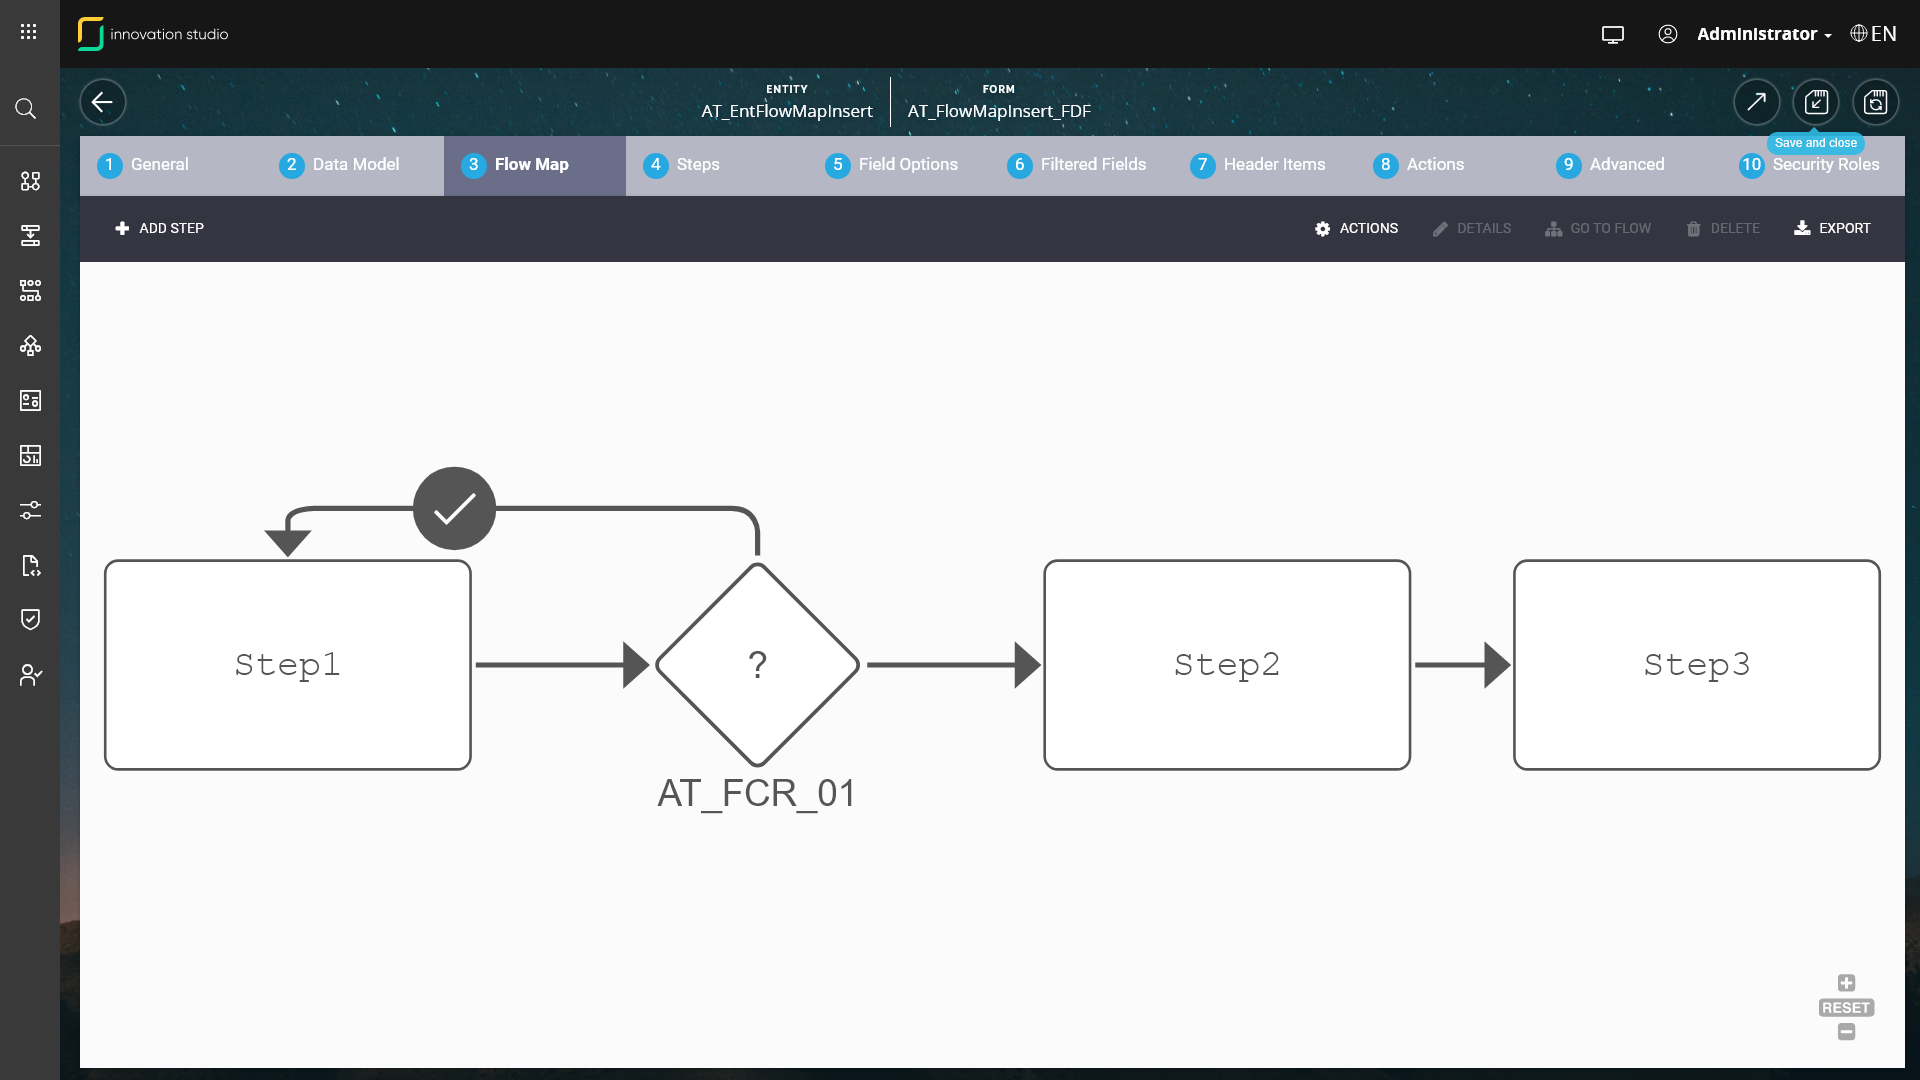 innovation studio
Administrator
EN
ENTITY
AT_EntFlowMapInsert
FORM
AT_FlowMapInsert_FDF
Save and close
1 General
2 Data Model
3 Flow Map
4 Steps
5 Field Options
6 Filtered Fields
7 Header Items
8 Actions
9 Advanced
10 Security Roles
ADD STEP
ACTIONS
DETAILS
GO TO FLOW
DELETE
EXPORT
Step1
?
AT_FCR_01
Step2
Step3
RESET